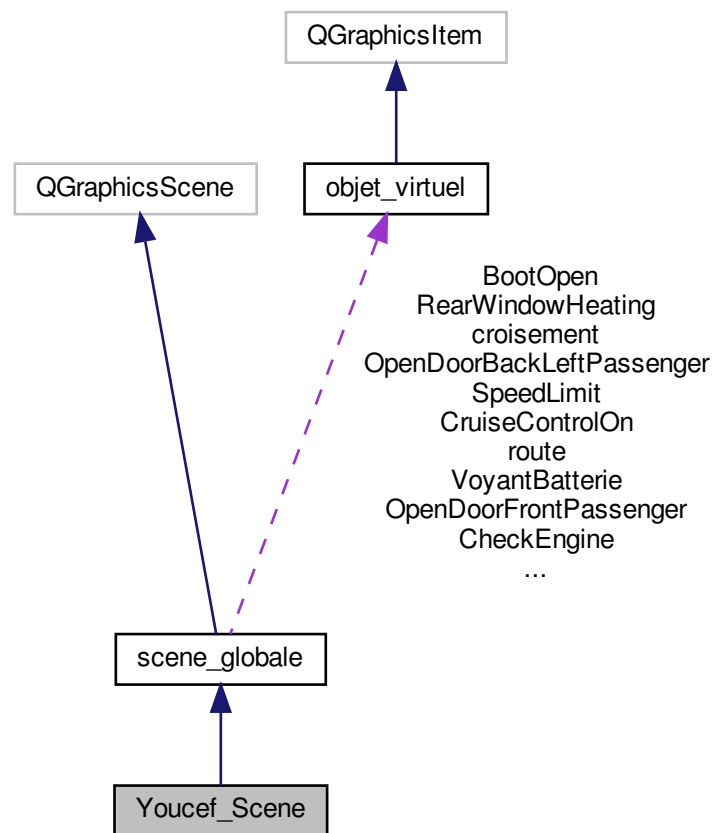 QGraphicsItem
QGraphicsScene
objet_virtuel
BootOpen
RearWindowHeating
croisement
OpenDoorBackLeftPassenger
SpeedLimit
CruiseControlOn
route
VoyantBatterie
OpenDoorFrontPassenger
CheckEngine
...
scene_globale
Youcef_Scene